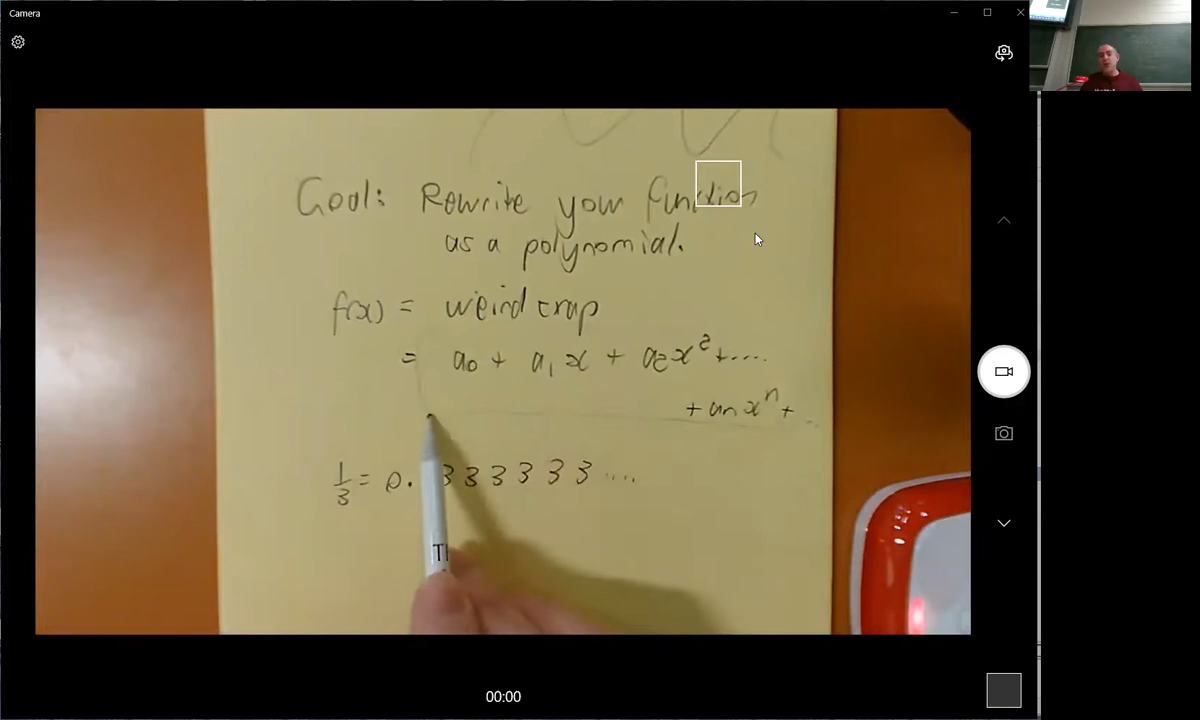 Camera
Goal: Rewrite your function
as a polynomial.
f(x) = weird crap
= a0 + a1x + a2x² + ....
+ anxⁿ + ..
1/3 = 0.333333....
00:00